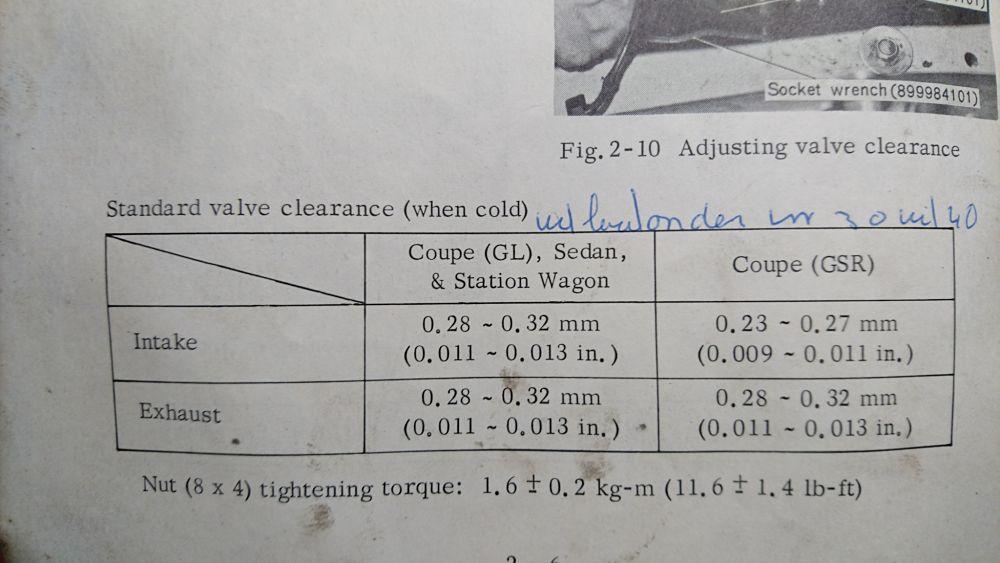 Socket wrench (899984101)
Fig. 2-10 Adjusting valve clearance
Standard valve clearance (when cold)
Coupe (GL), Sedan,
& Station Wagon
Coupe (GSR)
Intake
0.28 ~ 0.32 mm
(0.011 ~ 0.013 in.)
0.23 ~ 0.27 mm
(0.009 ~ 0.011 in.)
Exhaust
0.28 ~ 0.32 mm
(0.011 ~ 0.013 in.)
0.28 ~ 0.32 mm
(0.011 ~ 0.013 in.)
Nut (8 x 4) tightening torque: 1.6 ± 0.2 kg-m (11.6 ± 1.4 lb-ft)